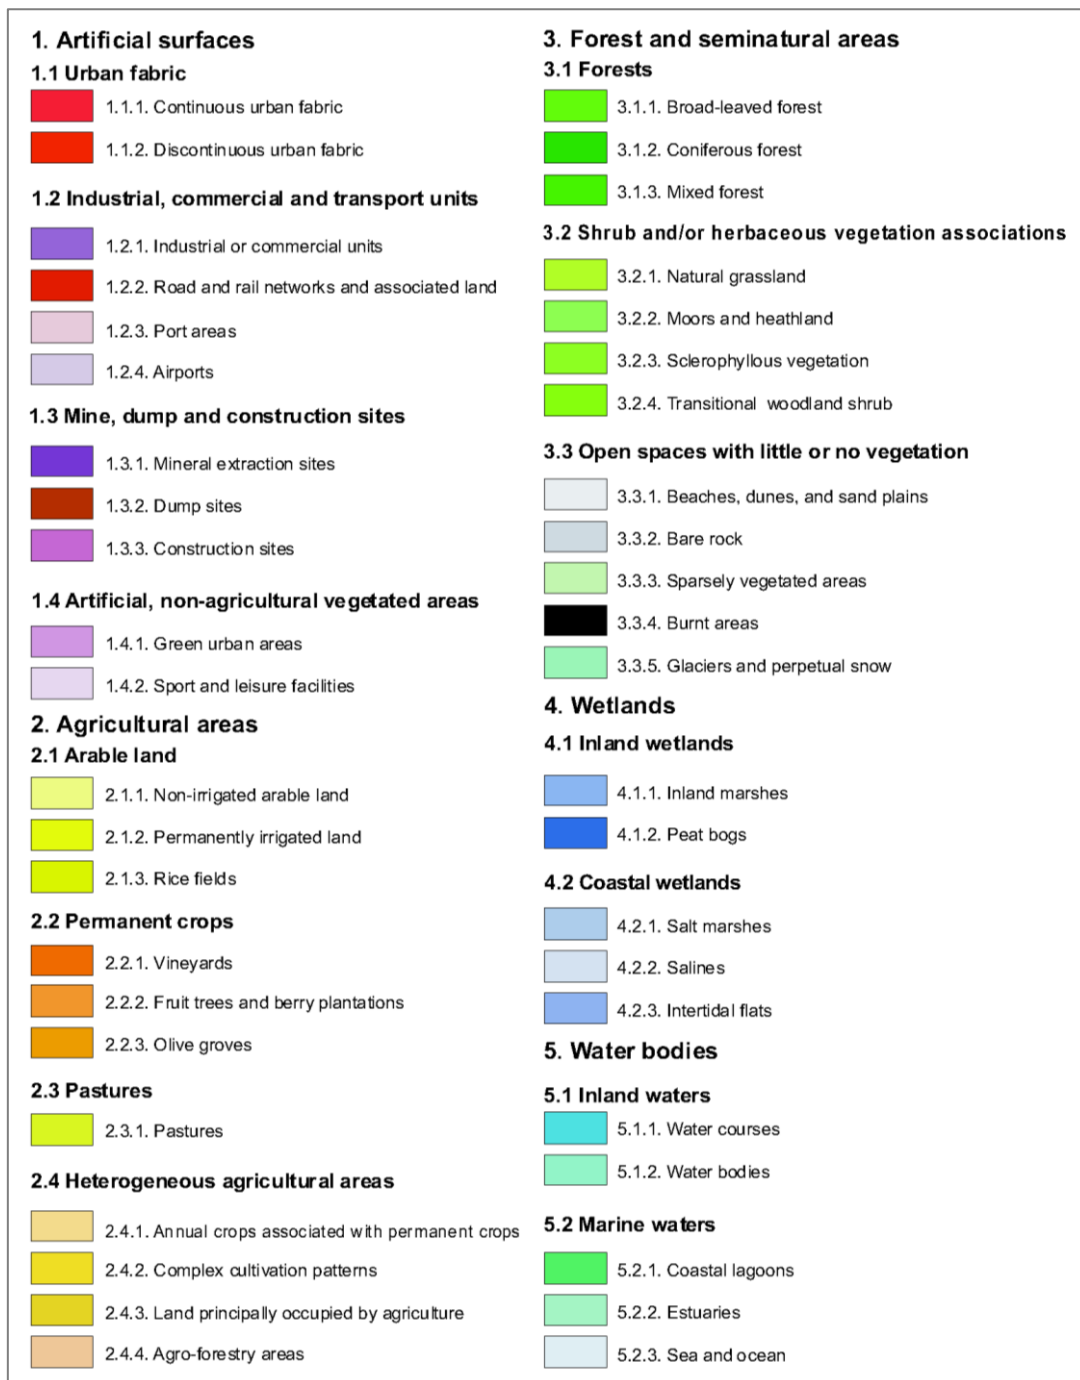 1. Artificial surfaces
1.1 Urban fabric
1.1.1. Continuous urban fabric
1.1.2. Discontinuous urban fabric
1.2 Industrial, commercial and transport units
1.2.1. Industrial or commercial units
1.2.2. Road and rail networks and associated land
1.2.3. Port areas
1.2.4. Airports
1.3 Mine, dump and construction sites
1.3.1. Mineral extraction sites
1.3.2. Dump sites
1.3.3. Construction sites
1.4 Artificial, non-agricultural vegetated areas
1.4.1. Green urban areas
1.4.2. Sport and leisure facilities
2. Agricultural areas
2.1 Arable land
2.1.1. Non-irrigated arable land
2.1.2. Permanently irrigated land
2.1.3. Rice fields
2.2 Permanent crops
2.2.1. Vineyards
2.2.2. Fruit trees and berry plantations
2.2.3. Olive groves
2.3 Pastures
2.3.1. Pastures
2.4 Heterogeneous agricultural areas
2.4.1. Annual crops associated with permanent crops
2.4.2. Complex cultivation patterns
2.4.3. Land principally occupied by agriculture
2.4.4. Agro-forestry areas
3. Forest and seminatural areas
3.1 Forests
3.1.1. Broad-leaved forest
3.1.2. Coniferous forest
3.1.3. Mixed forest
3.2 Shrub and/or herbaceous vegetation associations
3.2.1. Natural grassland
3.2.2. Moors and heathland
3.2.3. Sclerophyllous vegetation
3.2.4. Transitional woodland shrub
3.3 Open spaces with little or no vegetation
3.3.1. Beaches, dunes, and sand plains
3.3.2. Bare rock
3.3.3. Sparsely vegetated areas
3.3.4. Burnt areas
3.3.5. Glaciers and perpetual snow
4. Wetlands
4.1 Inland wetlands
4.1.1. Inland marshes
4.1.2. Peat bogs
4.2 Coastal wetlands
4.2.1. Salt marshes
4.2.2. Salines
4.2.3. Intertidal flats
5. Water bodies
5.1 Inland waters
5.1.1. Water courses
5.1.2. Water bodies
5.2 Marine waters
5.2.1. Coastal lagoons
5.2.2. Estuaries
5.2.3. Sea and ocean